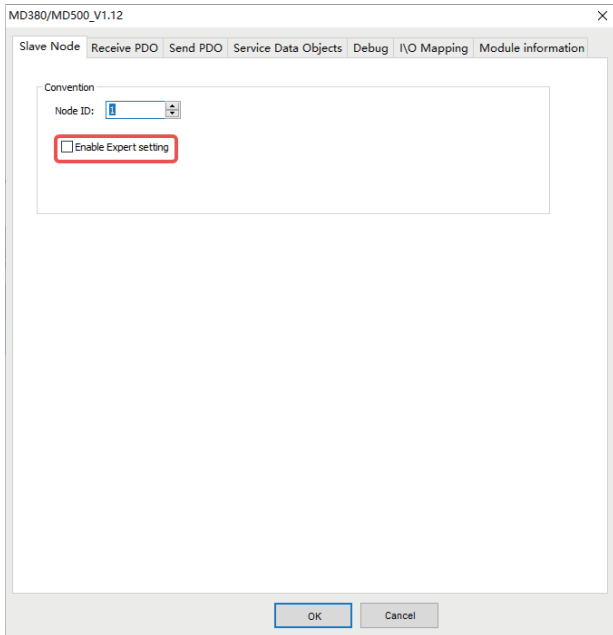 MD380/MD500_V1.12
Slave Node Receive PDO Send PDO Service Data Objects Debug I\O Mapping Module information
Convention
Node ID: 1
Enable Expert setting
OK Cancel